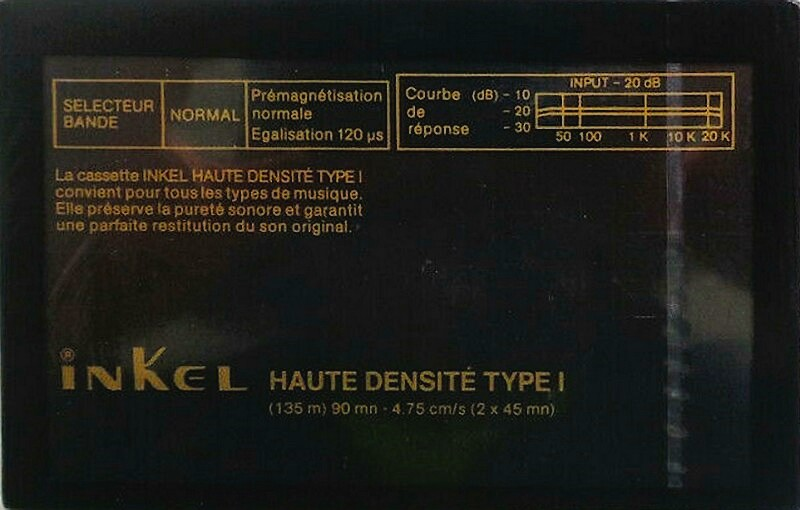 SELECTEUR
BANDE
NORMAL
Prémagnétisation
normale
Egalisation 120 µs
Courbe (dB) - 10
de - 20
réponse - 30
INPUT - 20 dB
50 100 1 K 10 K 20 K
La cassette INKEL HAUTE DENSITÉ TYPE I
convient pour tous les types de musique.
Elle préserve la pureté sonore et garantit
une parfaite restitution du son original.
® INKEL HAUTE DENSITÉ TYPE I
(135 m) 90 mn - 4.75 cm/s (2 x 45 mn)